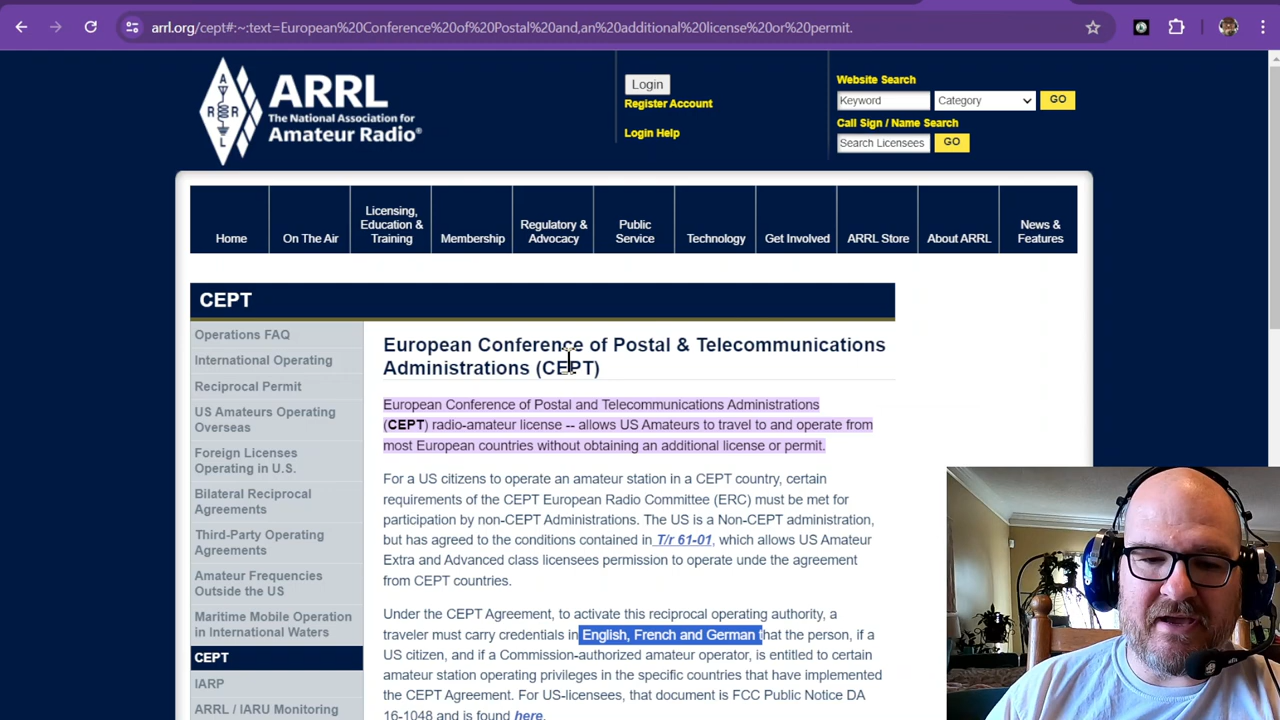 arrl.org/cept#:~:text=European%20Conference%20of%20Postal%20and,an%20additional%20license%20or%20permit.
ARRL
The National Association for
Amateur Radio®
A
R R
L
Login
Register Account
Login Help
Website Search
Keyword
Category
GO
Call Sign / Name Search
Search Licensees
GO
Home
On The Air
Licensing,
Education &
Training
Membership
Regulatory &
Advocacy
Public
Service
Technology
Get Involved
ARRL Store
About ARRL
News &
Features
CEPT
Operations FAQ
International Operating
Reciprocal Permit
US Amateurs Operating
Overseas
Foreign Licenses
Operating in U.S.
Bilateral Reciprocal
Agreements
Third-Party Operating
Agreements
Amateur Frequencies
Outside the US
Maritime Mobile Operation
in International Waters
CEPT
IARP
ARRL / IARU Monitoring
European Conference of Postal & Telecommunications
Administrations (CEPT)
European Conference of Postal and Telecommunications Administrations
(CEPT) radio-amateur license -- allows US Amateurs to travel to and operate from
most European countries without obtaining an additional license or permit.
For a US citizens to operate an amateur station in a CEPT country, certain
requirements of the CEPT European Radio Committee (ERC) must be met for
participation by non-CEPT Administrations. The US is a Non-CEPT administration,
but has agreed to the conditions contained in T/r 61-01, which allows US Amateur
Extra and Advanced class licensees permission to operate unde the agreement
from CEPT countries.
Under the CEPT Agreement, to activate this reciprocal operating authority, a
traveler must carry credentials in English, French and German that the person, if a
US citizen, and if a Commission-authorized amateur operator, is entitled to certain
amateur station operating privileges in the specific countries that have implemented
the CEPT Agreement. For US-licensees, that document is FCC Public Notice DA
16-1048 and is found here.